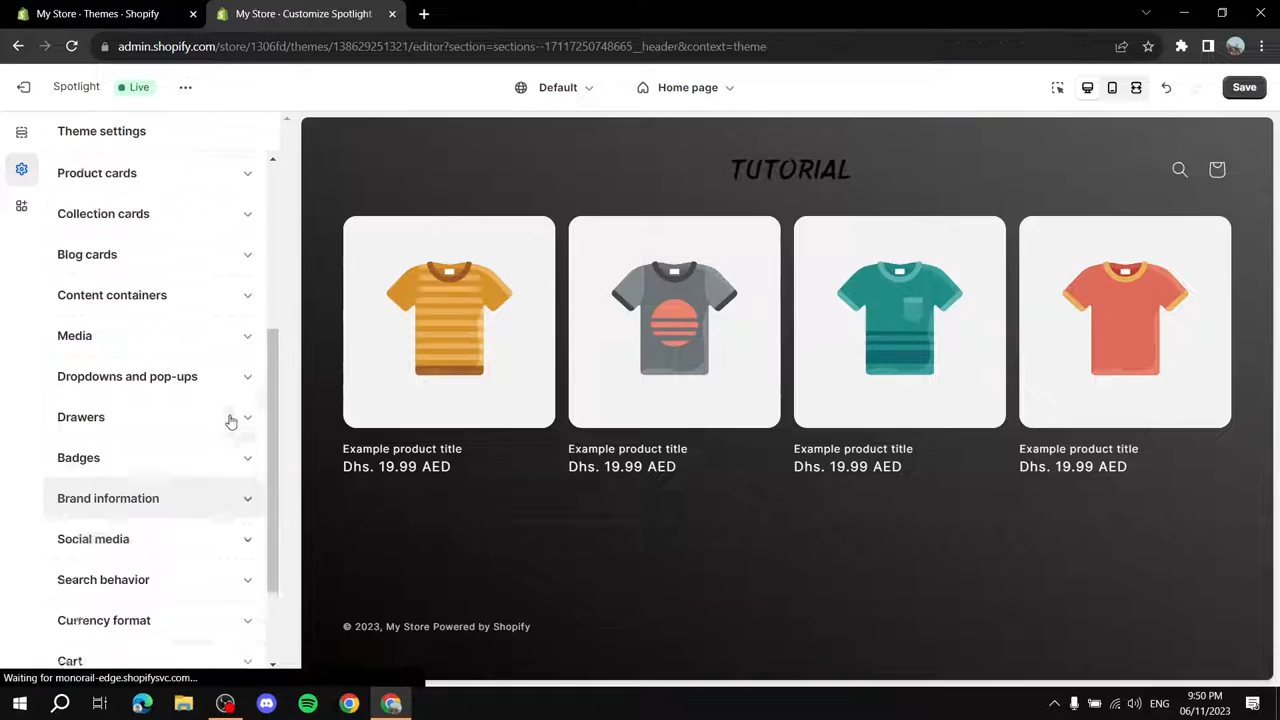 My Store - Themes - Shopify
My Store - Customize Spotlight
admin.shopify.com/store/1306fd/themes/138629251321/editor?section=sections--17117250748665__header&context=theme
Spotlight
Live
Default
Home page
Save
Theme settings
Product cards
Collection cards
Blog cards
Content containers
Media
Dropdowns and pop-ups
Drawers
Badges
Brand information
Social media
Search behavior
Currency format
Cart
TUTORIAL
Example product title
Dhs. 19.99 AED
Example product title
Dhs. 19.99 AED
Example product title
Dhs. 19.99 AED
Example product title
Dhs. 19.99 AED
© 2023, My Store Powered by Shopify
Waiting for monorail-edge.shopifysvc.com...
ENG
9:50 PM
06/11/2023